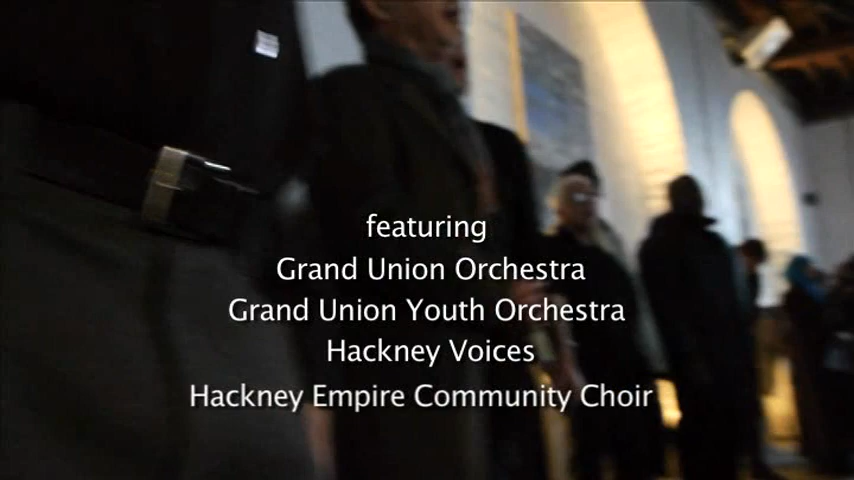 featuring
Grand Union Orchestra
Grand Union Youth Orchestra
Hackney Voices
Hackney Empire Community Choir